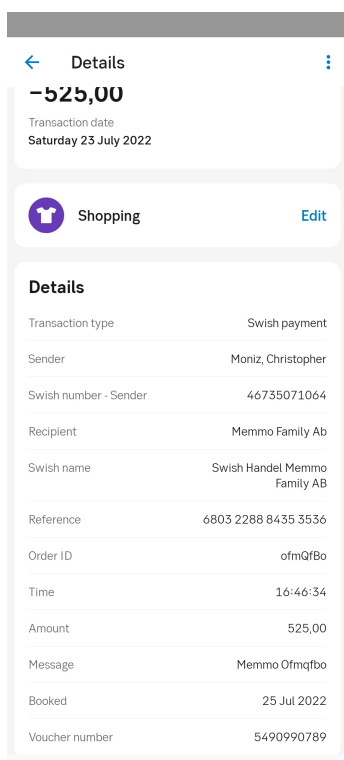 Details
−525,00
Transaction date
Saturday 23 July 2022
Shopping Edit
Details
Transaction type Swish payment
Sender Moniz, Christopher
Swish number - Sender 46735071064
Recipient Memmo Family Ab
Swish name Swish Handel Memmo
Family AB
Reference 6803 2288 8435 3536
Order ID ofmQfBo
Time 16:46:34
Amount 525,00
Message Memmo Ofmqfbo
Booked 25 Jul 2022
Voucher number 5490990789